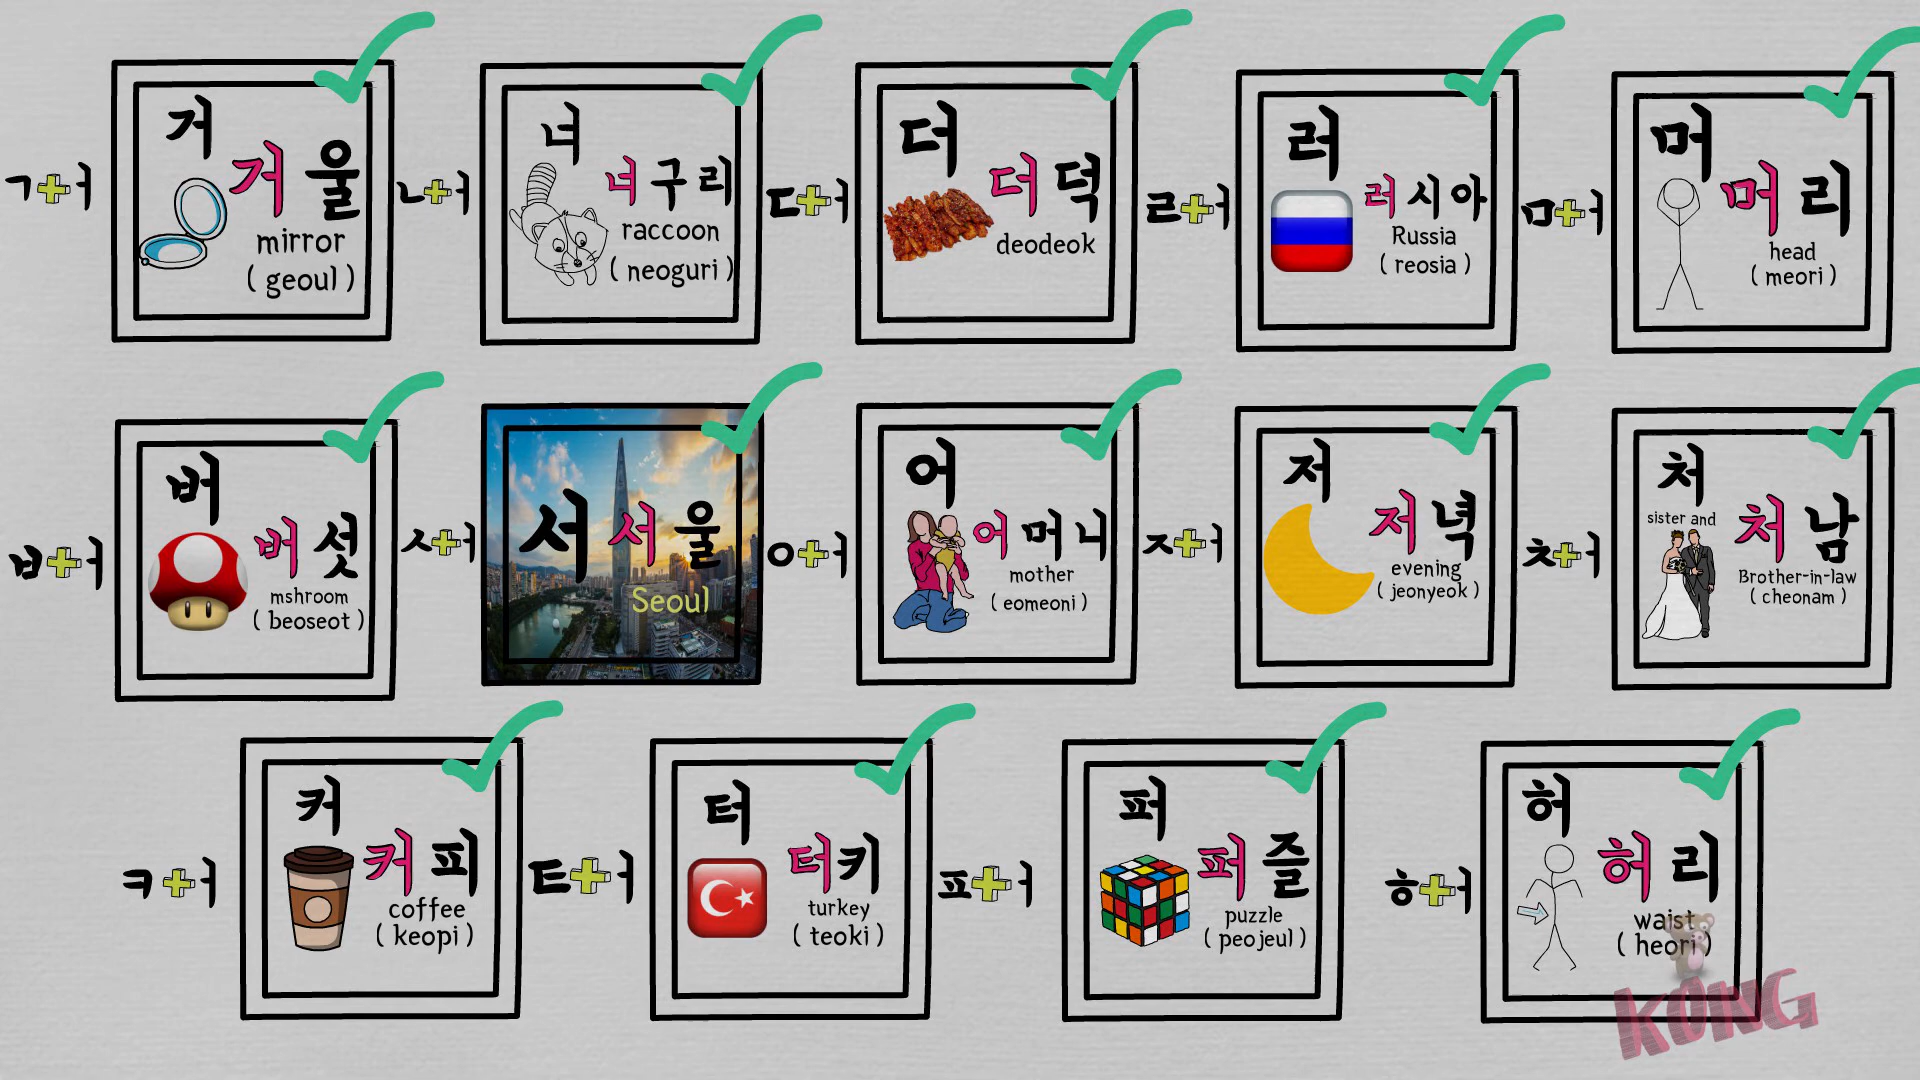 ㄱ+ㅓ
거
거울
mirror
( geoul )
ㄴ+ㅓ
너
너구리
raccoon
( neoguri )
ㄷ+ㅓ
더
더덕
deodeok
ㄹ+ㅓ
러
러시아
Russia
( reosia )
ㅁ+ㅓ
머
머리
head
( meori )
ㅂ+ㅓ
버
버섯
mshroom
( beoseot )
ㅅ+ㅓ
서
서울
Seoul
ㅇ+ㅓ
어
어머니
mother
( eomeoni )
ㅈ+ㅓ
저
저녁
evening
( jeonyeok )
ㅊ+ㅓ
처
sister and
처남
Brother-in-law
( cheonam )
ㅋ+ㅓ
커
커피
coffee
( keopi )
ㅌ+ㅓ
터
터키
turkey
( teoki )
ㅍ+ㅓ
퍼
퍼즐
puzzle
( peojeul )
ㅎ+ㅓ
허
허리
waist
( heori )
KONG